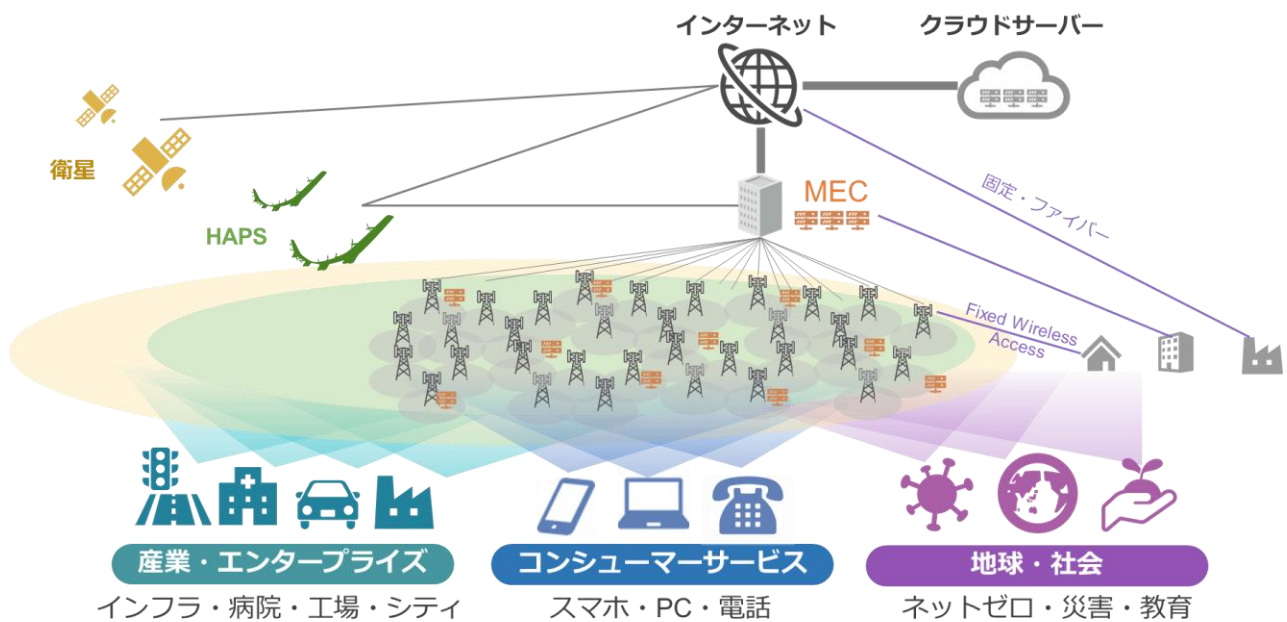 インターネット
クラウドサーバー
衛星
HAPS
MEC
固定・ファイバー
Fixed Wireless
Access
産業・エンタープライズ
コンシューマーサービス
地球・社会
インフラ・病院・工場・シティ
スマホ・PC・電話
ネットゼロ・災害・教育